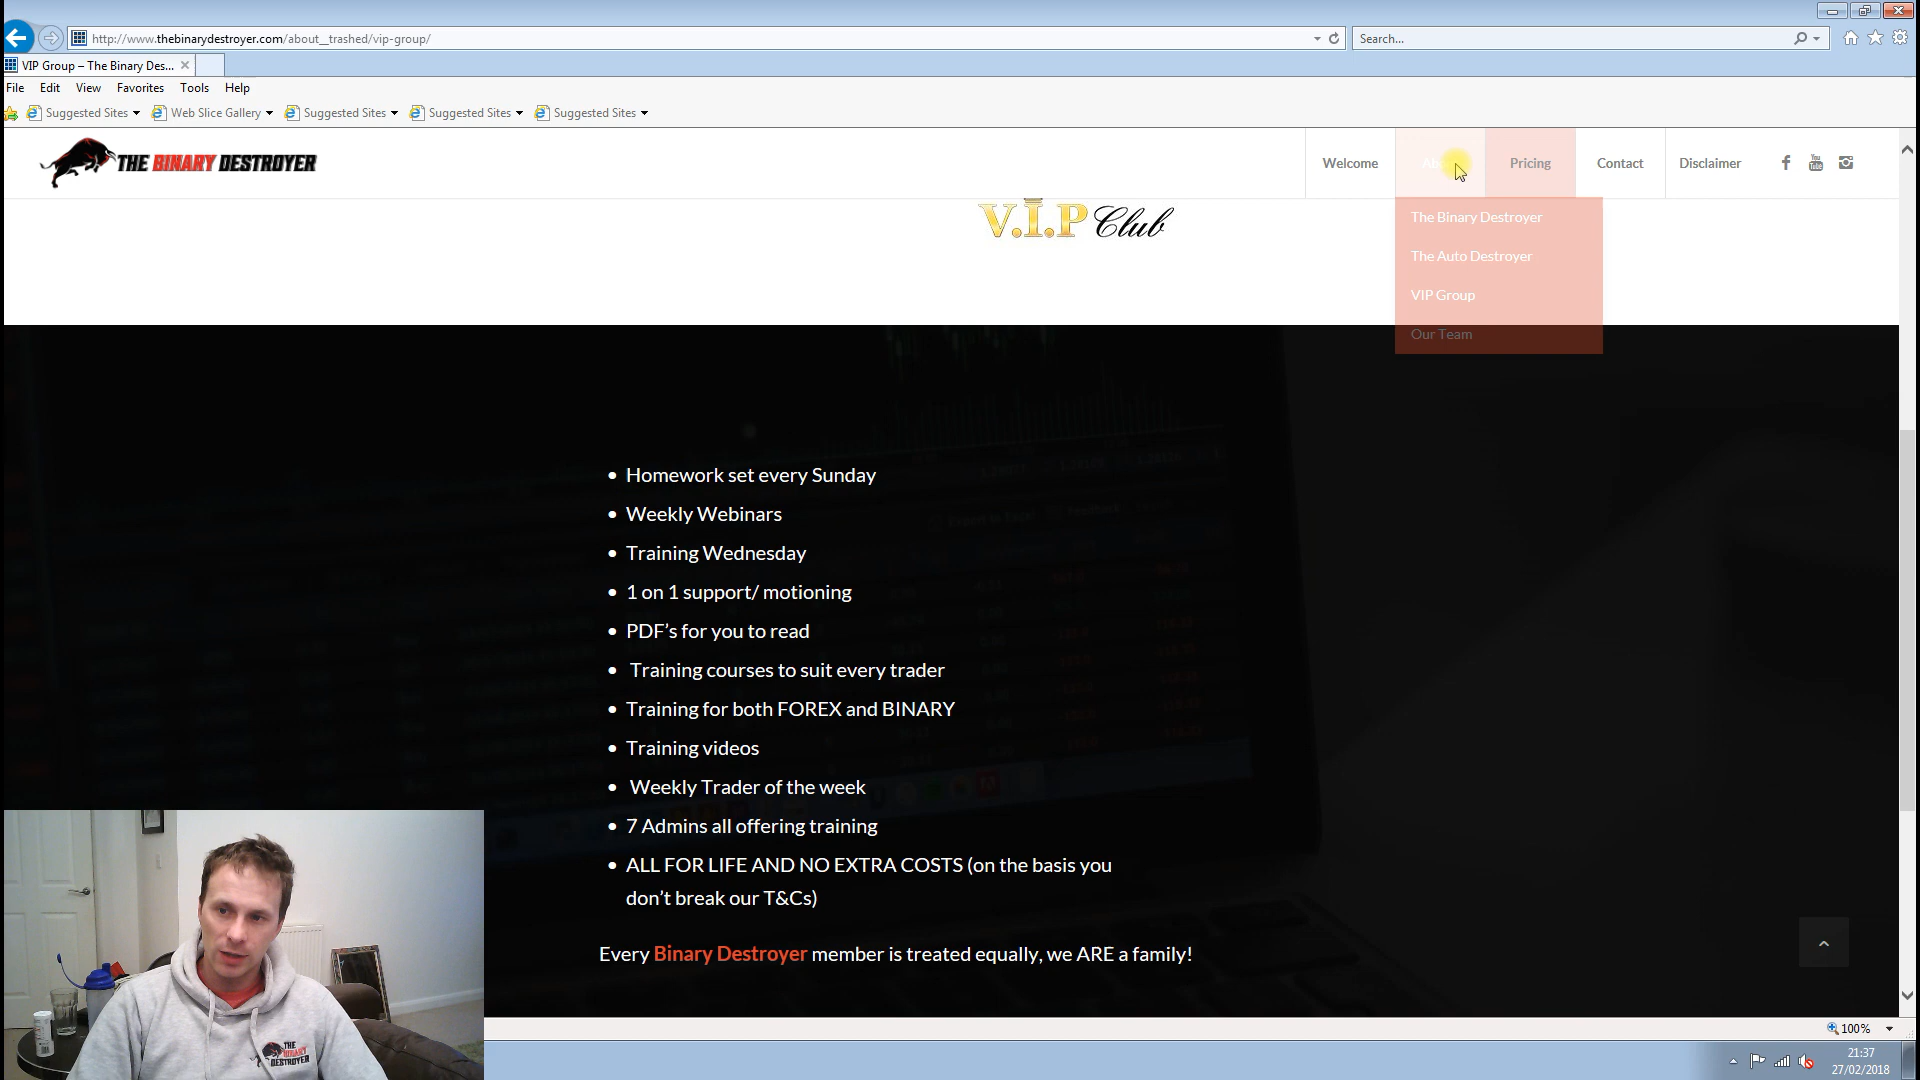 http://www.thebinarydestroyer.com/about__trashed/vip-group/
Search...
VIP Group – The Binary Des...
File Edit View Favorites Tools Help
Suggested Sites Web Slice Gallery Suggested Sites Suggested Sites Suggested Sites
THE BINARY DESTROYER
Welcome Pricing Contact Disclaimer
V.I.P Club
The Binary Destroyer
The Auto Destroyer
VIP Group
Our Team
• Homework set every Sunday
• Weekly Webinars
• Training Wednesday
• 1 on 1 support/ motioning
• PDF’s for you to read
• Training courses to suit every trader
• Training for both FOREX and BINARY
• Training videos
• Weekly Trader of the week
• 7 Admins all offering training
• ALL FOR LIFE AND NO EXTRA COSTS (on the basis you
don’t break our T&Cs)
Every Binary Destroyer member is treated equally, we ARE a family!
THE
BINARY
DESTROYER
100%
21:37
27/02/2018